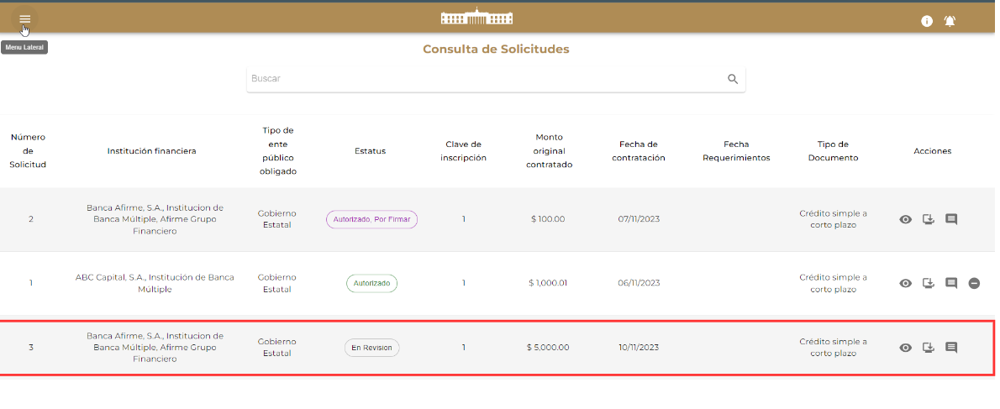 Menu Lateral
Consulta de Solicitudes
Buscar
Número
de
Solicitud
Institución financiera
Tipo de
ente
público
obligado
Estatus
Clave de
inscripción
Monto
original
contratado
Fecha de
contratación
Fecha
Requerimientos
Tipo de
Documento
Acciones
2
Banca Afirme, S.A., Institucion de
Banca Múltiple, Afirme Grupo
Financiero
Gobierno
Estatal
Autorizado, Por Firmar
1
$ 100.00
07/11/2023
Crédito simple a
corto plazo
1
ABC Capital, S.A., Institución de Banca
Múltiple
Gobierno
Estatal
Autorizado
1
$ 1,000.01
06/11/2023
Crédito simple a
corto plazo
3
Banca Afirme, S.A., Institucion de
Banca Múltiple, Afirme Grupo
Financiero
Gobierno
Estatal
En Revision
1
$ 5,000.00
10/11/2023
Crédito simple a
corto plazo